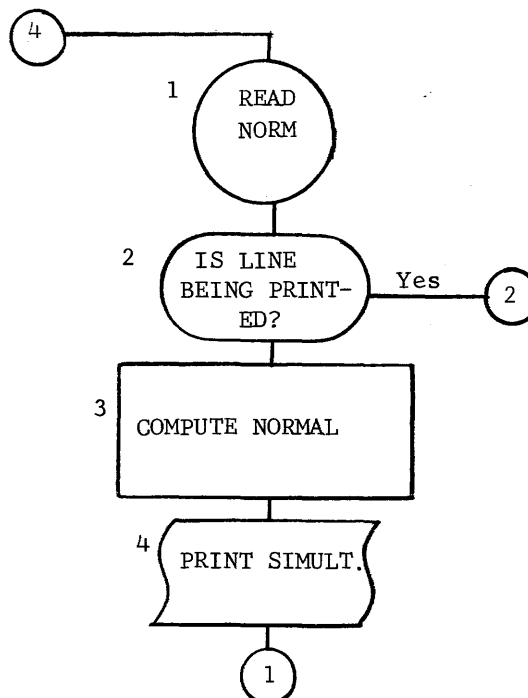 4
1
READ
NORM
2
IS LINE
BEING PRINT-
ED?
Yes
2
3
COMPUTE NORMAL
4
PRINT SIMULT.
1